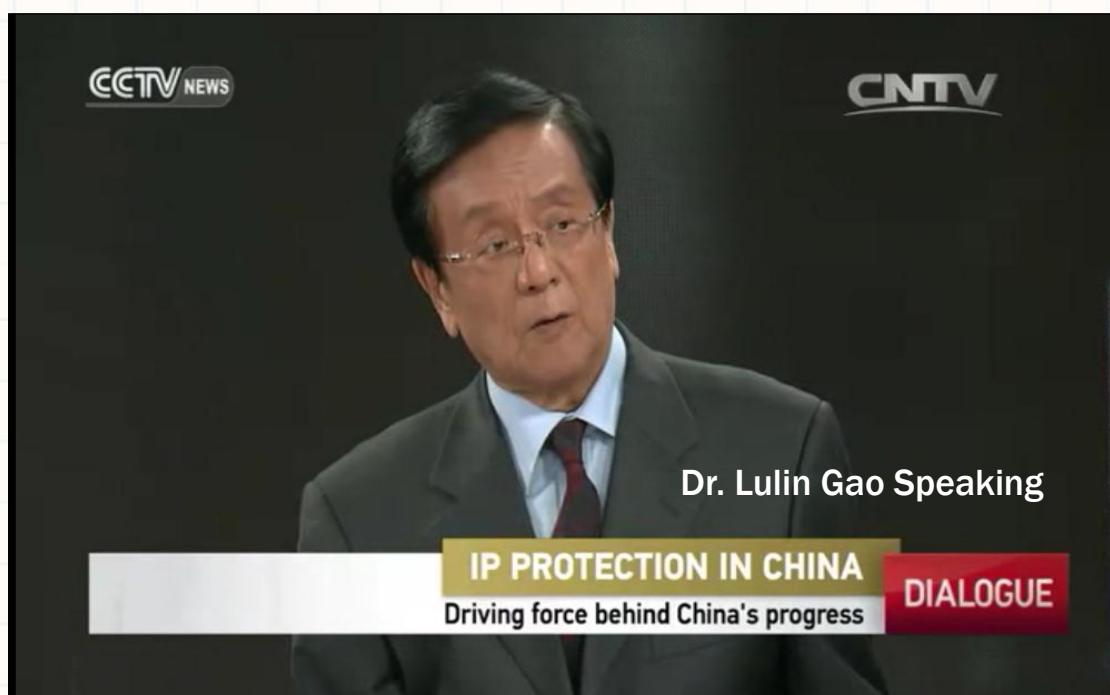 CCTV NEWS
CNTV
Dr. Lulin Gao Speaking
IP PROTECTION IN CHINA
Driving force behind China's progress
DIALOGUE